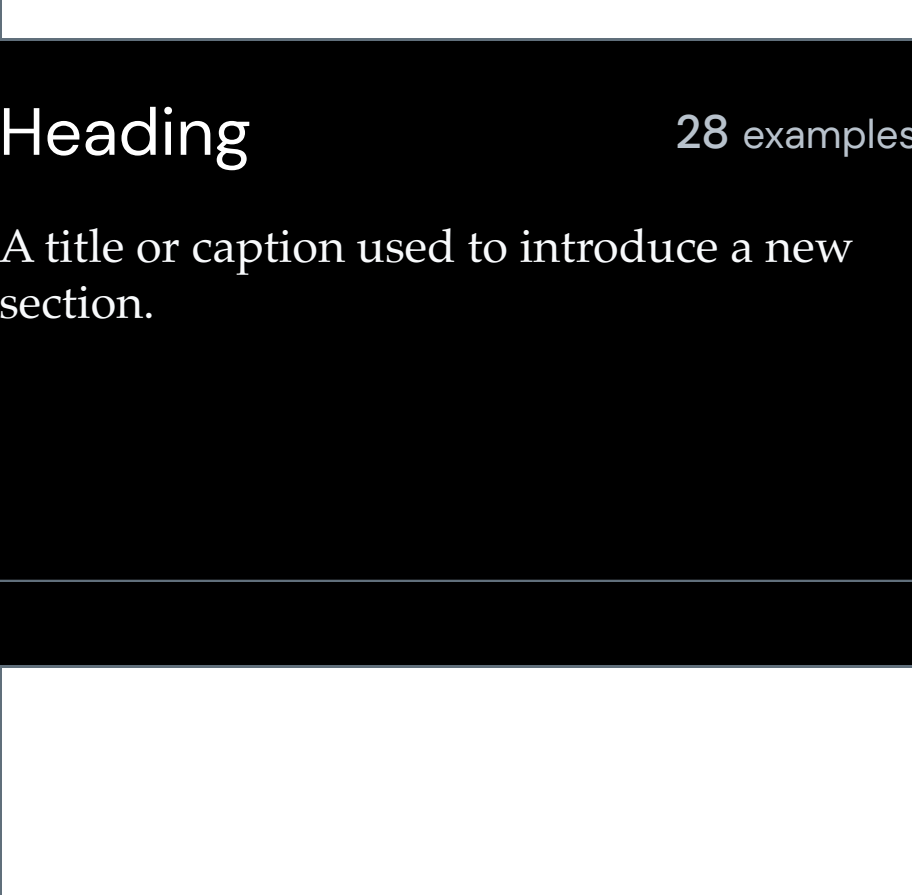 Heading
28 examples
A title or caption used to introduce a new
section.